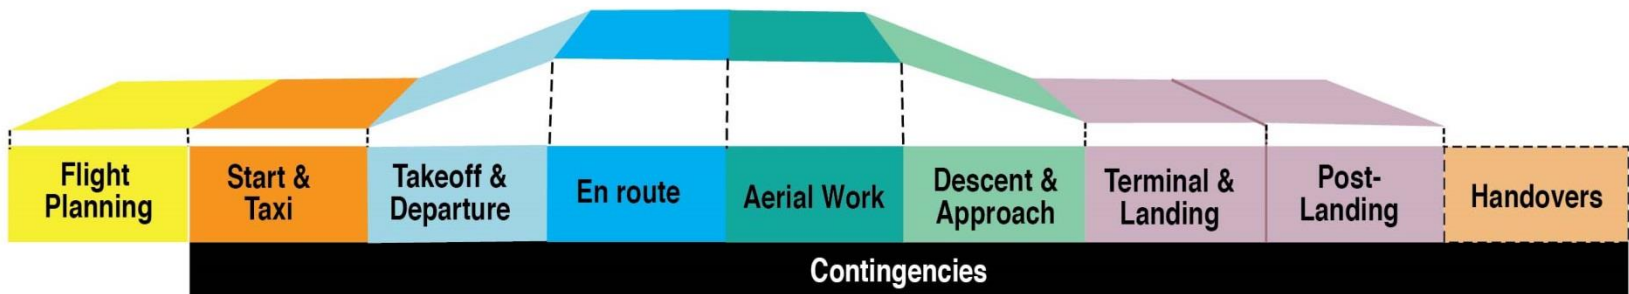 Flight
Planning
Start &
Taxi
Takeoff &
Departure
En route
Aerial Work
Descent &
Approach
Terminal &
Landing
Post-
Landing
Handovers
Contingencies